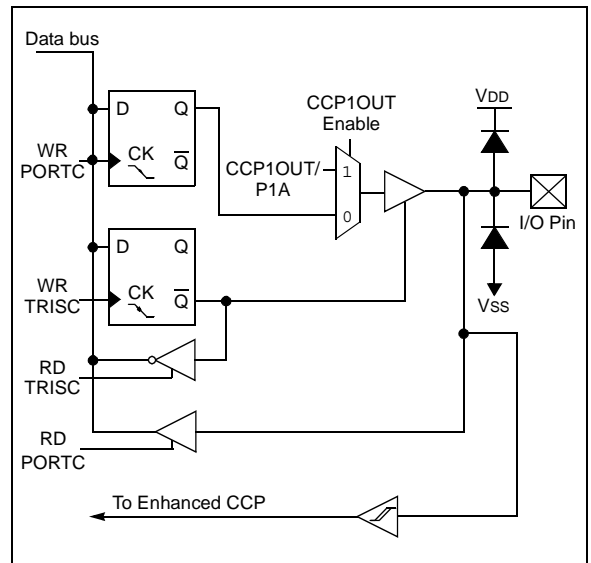 Data bus
D Q
WR
PORTC
CK
Q
CCP1OUT
Enable
CCP1OUT/
P1A
1
0
VDD
I/O Pin
VSS
D Q
WR
TRISC
CK
Q
RD
TRISC
RD
PORTC
To Enhanced CCP